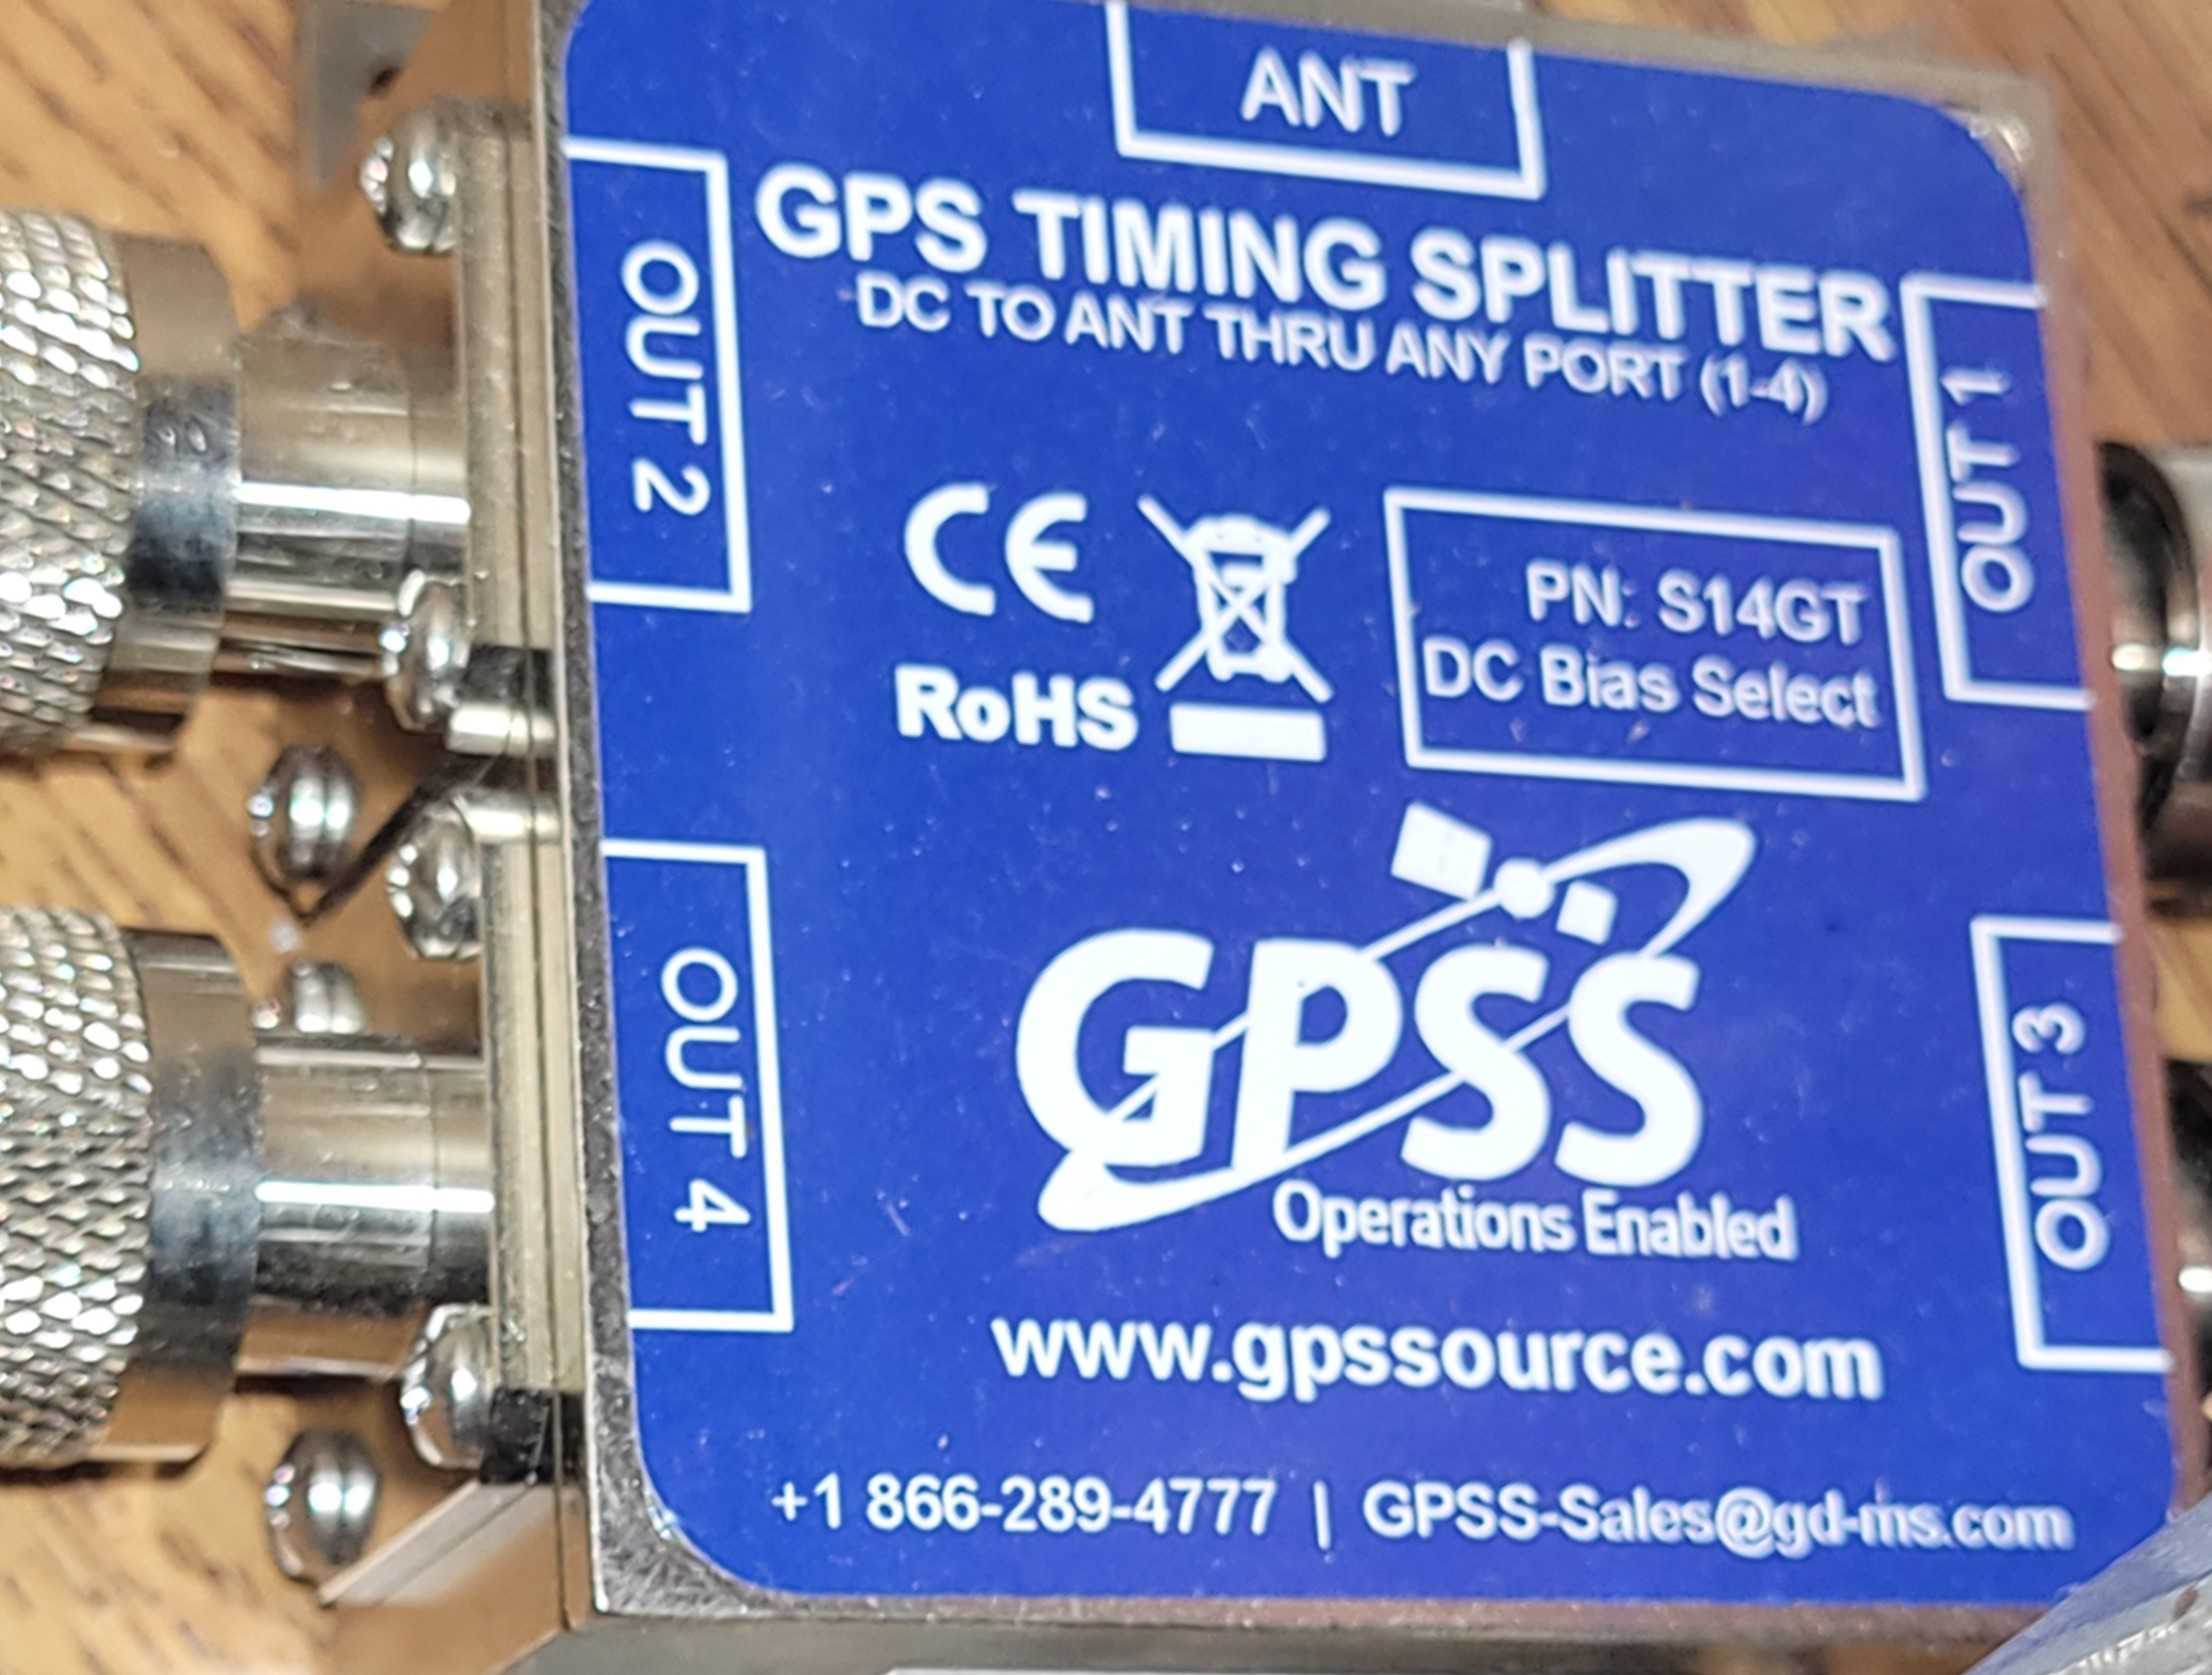 ANT
GPS TIMING SPLITTER
DC TO ANT THRU ANY PORT (1-4)
OUT 2
OUT 1
CE
PN: S14GT
DC Bias Select
RoHS
OUT 4
OUT 3
GPSS
Operations Enabled
www.gpssource.com
+1 866-289-4777 | GPSS-Sales@gd-ms.com